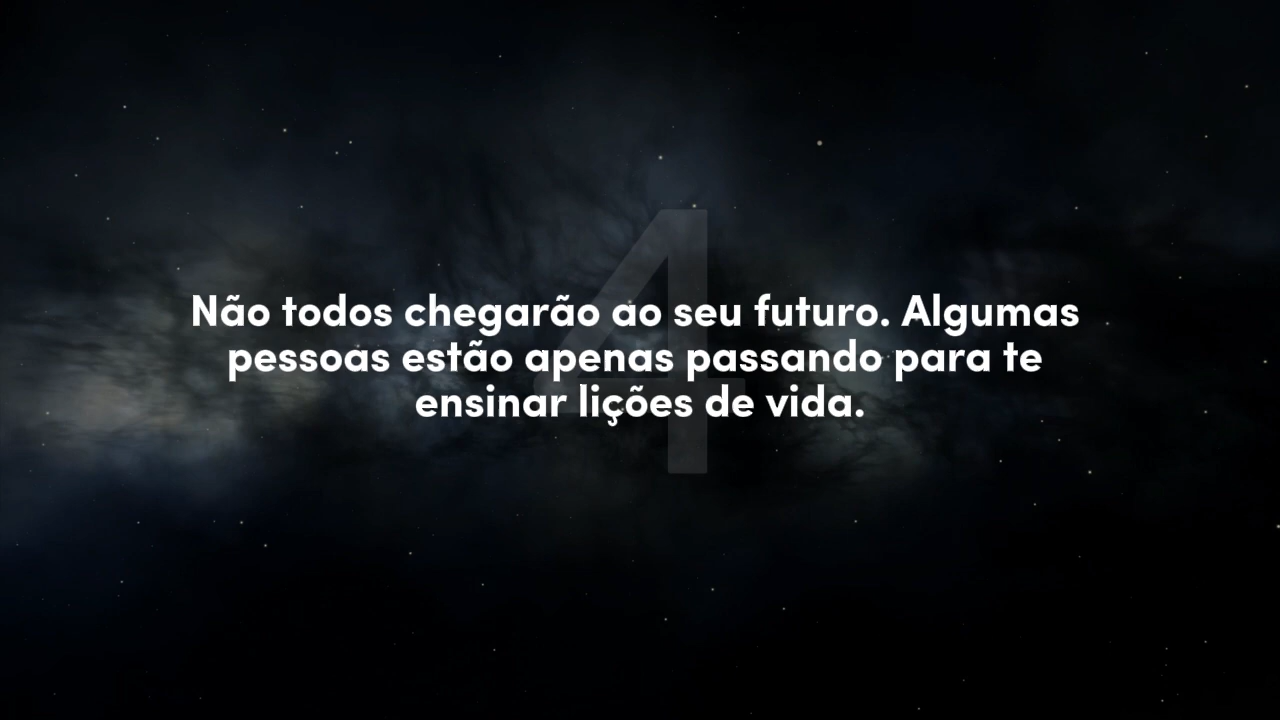 4
Não todos chegarão ao seu futuro. Algumas
pessoas estão apenas passando para te
ensinar lições de vida.